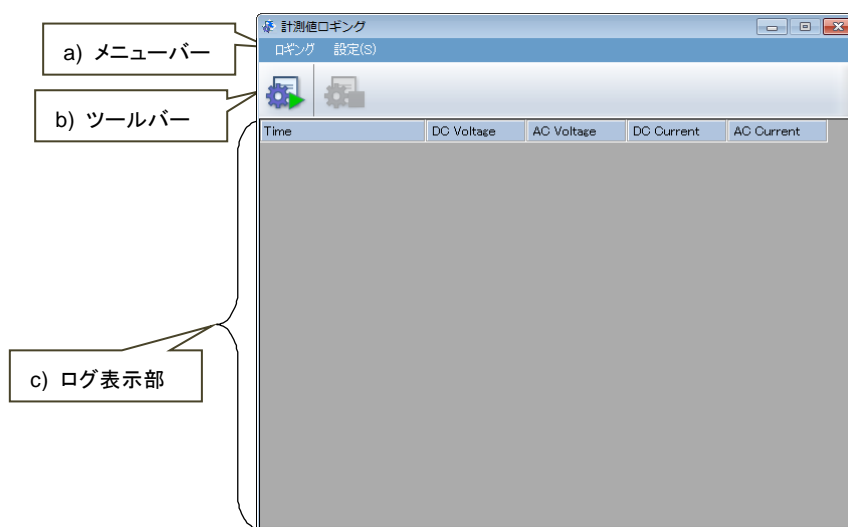 計測値ロギング
a) メニューバー
ロギング 設定(S)
b) ツールバー
Time DC Voltage AC Voltage DC Current AC Current
c) ログ表示部